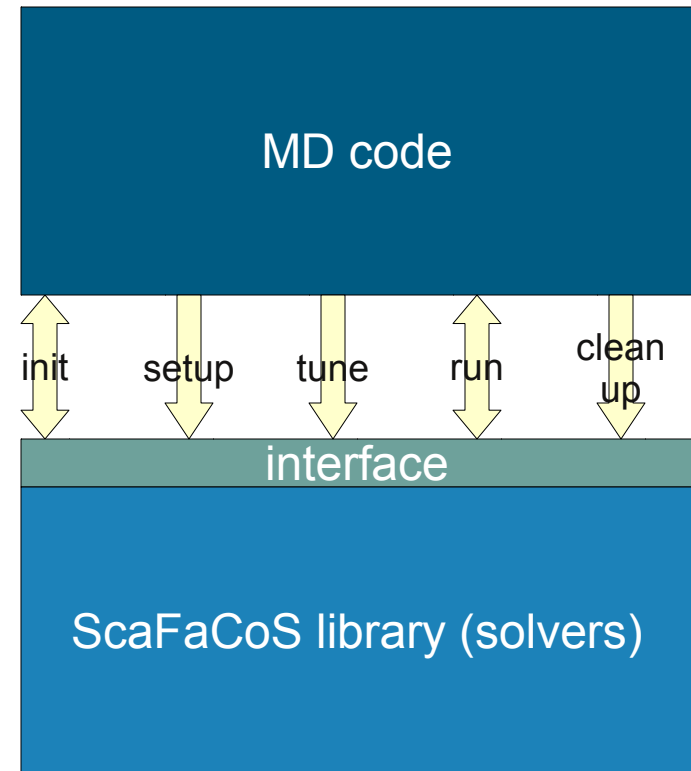 MD code
init
setup
tune
run
clean
up
interface
ScaFaCoS library (solvers)